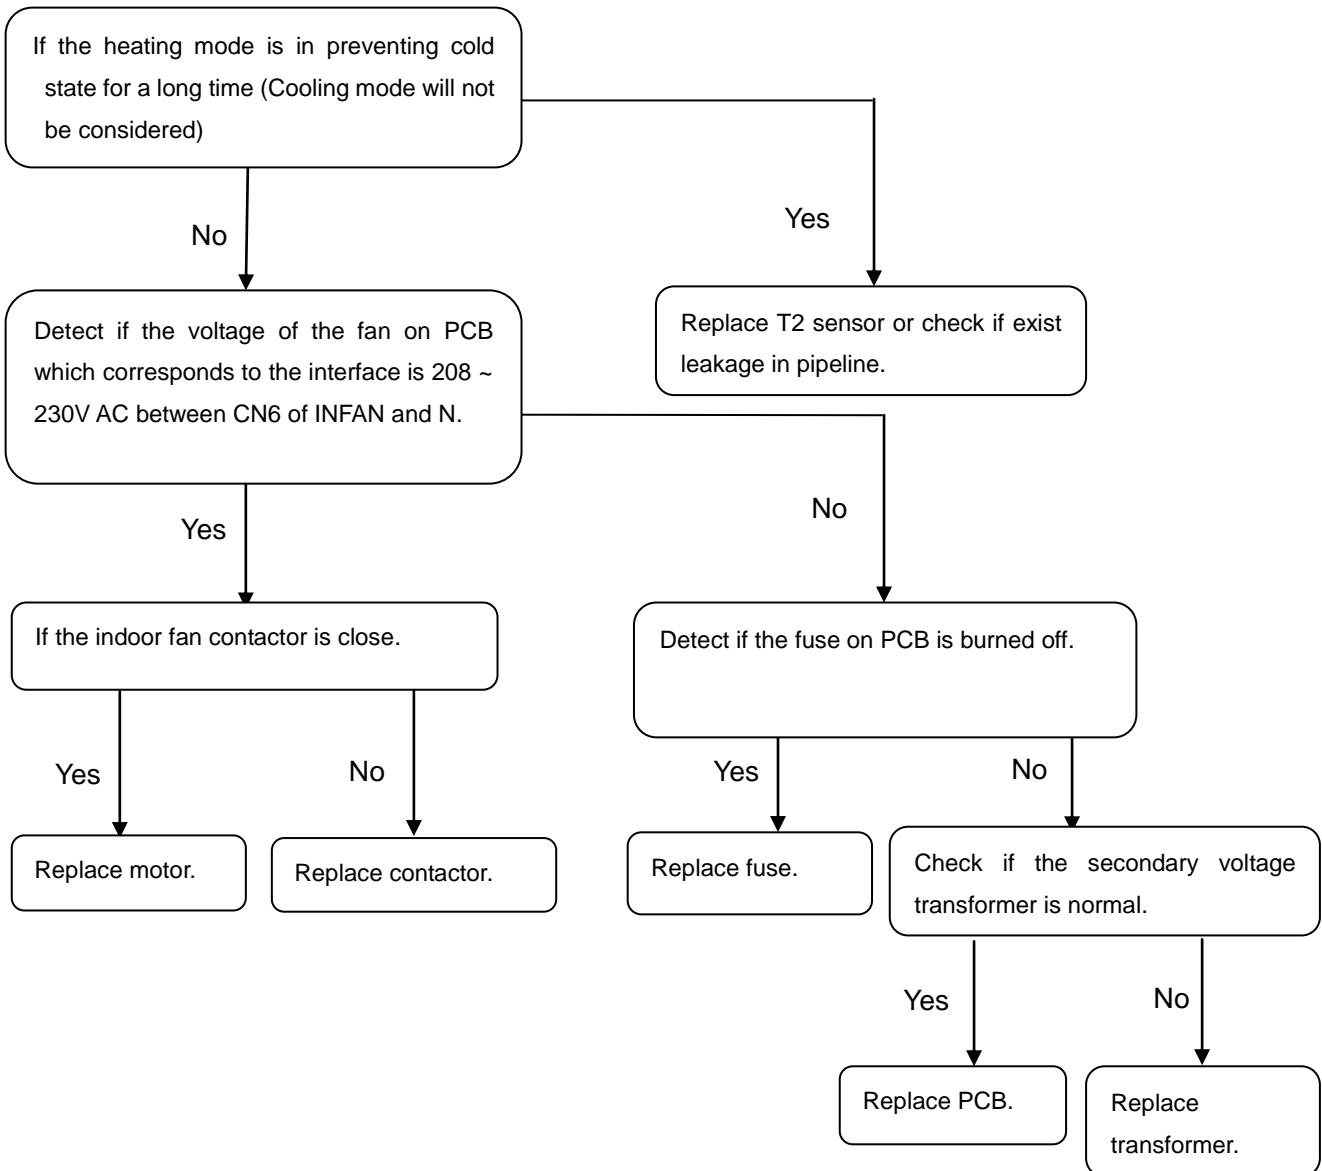 If the heating mode is in preventing cold
state for a long time (Cooling mode will not
be considered)
No
Yes
Detect if the voltage of the fan on PCB
which corresponds to the interface is 208 ~
230V AC between CN6 of INFAN and N.
Replace T2 sensor or check if exist
leakage in pipeline.
Yes
No
If the indoor fan contactor is close.
Detect if the fuse on PCB is burned off.
Yes
No
Yes
No
Replace motor.
Replace contactor.
Replace fuse.
Check if the secondary voltage
transformer is normal.
Yes
No
Replace PCB.
Replace
transformer.